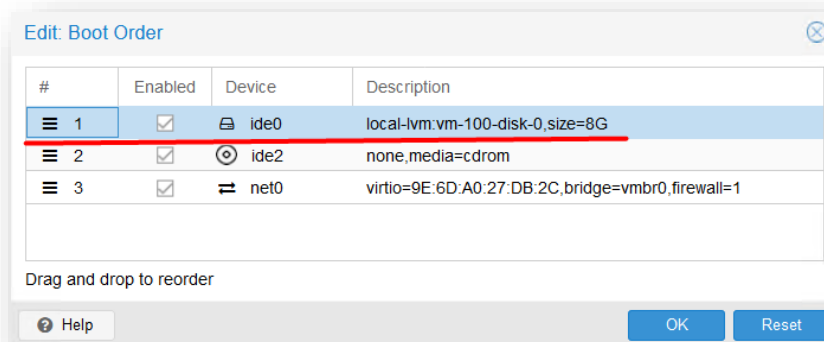 Edit: Boot Order
# Enabled Device Description
1 ide0 local-lvm:vm-100-disk-0,size=8G
2 ide2 none,media=cdrom
3 net0 virtio=9E:6D:A0:27:DB:2C,bridge=vmbr0,firewall=1
Drag and drop to reorder
Help OK Reset